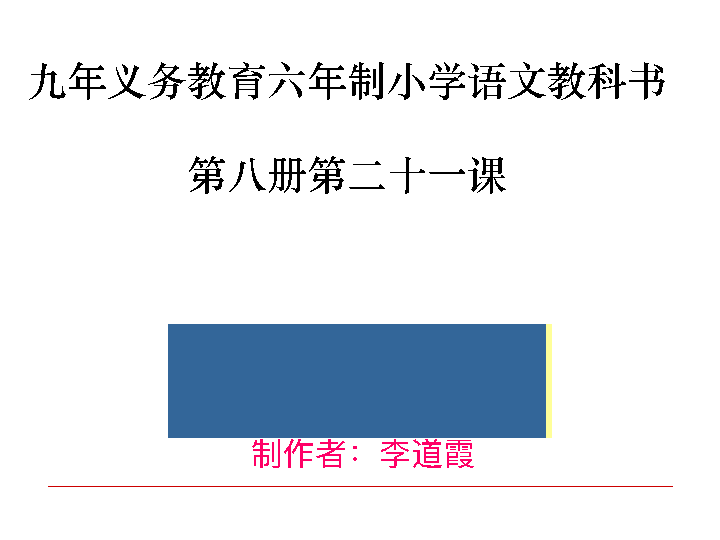 九年义务教育六年制小学语文教科书
第八册第二十一课
制作者：李道霞